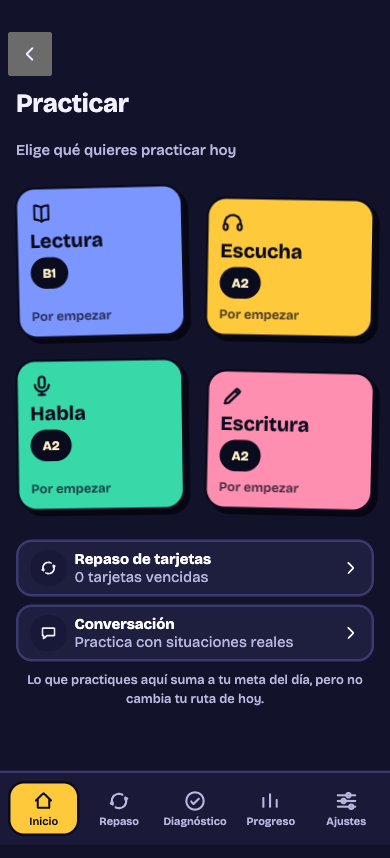 Practicar
Elige qué quieres practicar hoy
Lectura
B1
Por empezar
Escucha
A2
Por empezar
Habla
A2
Por empezar
Escritura
A2
Por empezar
Repaso de tarjetas
0 tarjetas vencidas
Conversación
Practica con situaciones reales
Lo que practiques aquí suma a tu meta del día, pero no
cambia tu ruta de hoy.
Inicio
Repaso
Diagnóstico
Progreso
Ajustes